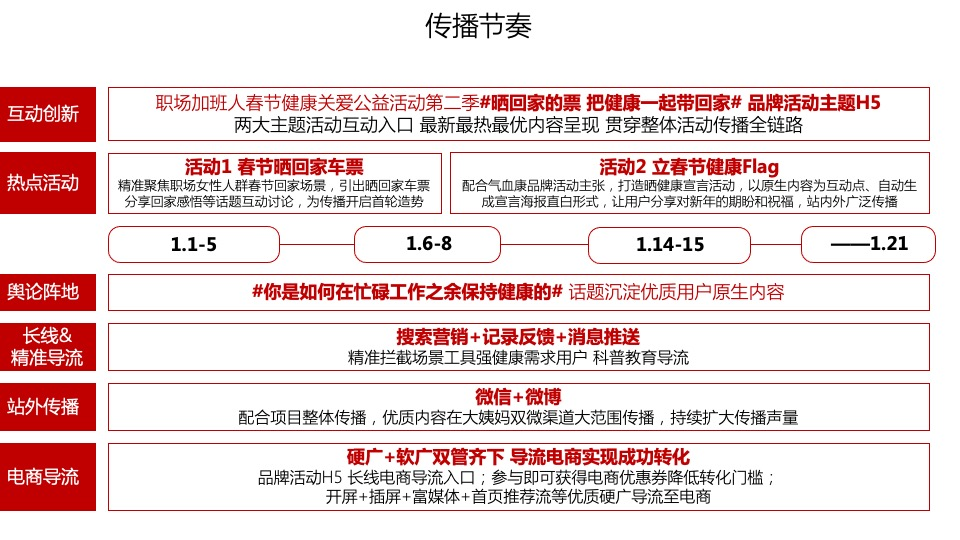 传播节奏
互动创新
职场加班人春节健康关爱公益活动第二季#晒回家的票 把健康一起带回家# 品牌活动主题H5
两大主题活动互动入口 最新最热最优内容呈现 贯穿整体活动传播全链路
热点活动
活动1 春节晒回家车票
精准聚焦职场女性人群春节回家场景，引出晒回家车票
分享回家感悟等话题互动讨论，为传播开启首轮造势
活动2 立春节健康Flag
配合气血康品牌活动主张，打造晒健康宣言活动，以原生内容为互动点、自动生
成宣言海报直白形式，让用户分享对新年的期盼和祝福，站内外广泛传播
1.1-5
1.6-8
1.14-15
——1.21
舆论阵地
#你是如何在忙碌工作之余保持健康的# 话题沉淀优质用户原生内容
长线&
精准导流
搜索营销+记录反馈+消息推送
精准拦截场景工具强健康需求用户 科普教育导流
站外传播
微信+微博
配合项目整体传播，优质内容在大姨妈双微渠道大范围传播，持续扩大传播声量
电商导流
硬广+软广双管齐下 导流电商实现成功转化
品牌活动H5 长线电商导流入口；参与即可获得电商优惠券降低转化门槛；
开屏+插屏+富媒体+首页推荐流等优质硬广导流至电商